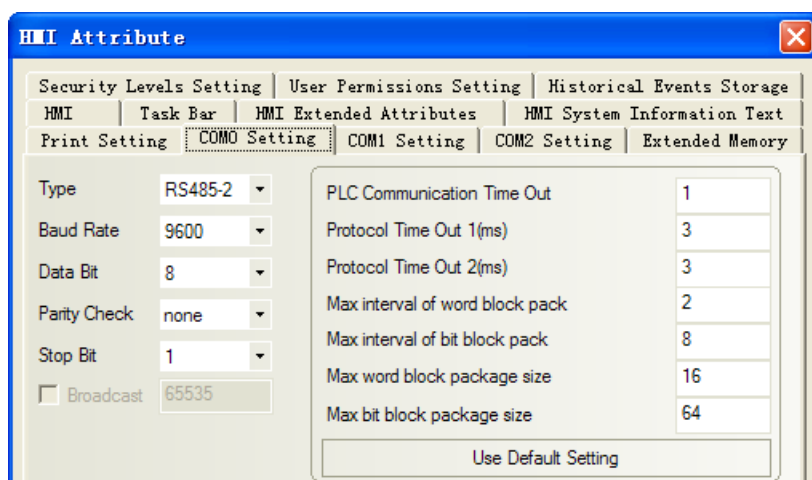 HMI Attribute
Security Levels Setting User Permissions Setting Historical Events Storage
HMI Task Bar HMI Extended Attributes HMI System Information Text
Print Setting COM0 Setting COM1 Setting COM2 Setting Extended Memory
Type RS485-2
Baud Rate 9600
Data Bit 8
Parity Check none
Stop Bit 1
Broadcast 65535
PLC Communication Time Out 1
Protocol Time Out 1(ms) 3
Protocol Time Out 2(ms) 3
Max interval of word block pack 2
Max interval of bit block pack 8
Max word block package size 16
Max bit block package size 64
Use Default Setting